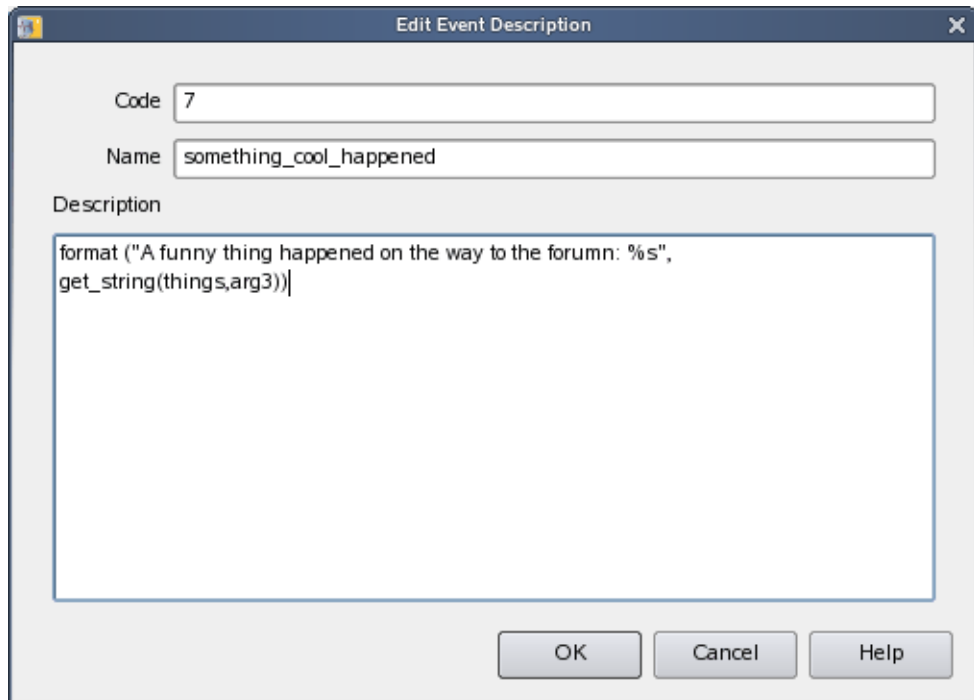 Edit Event Description
Code 7
Name something_cool_happened
Description
format ("A funny thing happened on the way to the forumn: %s",
get_string(things,arg3))
OK Cancel Help